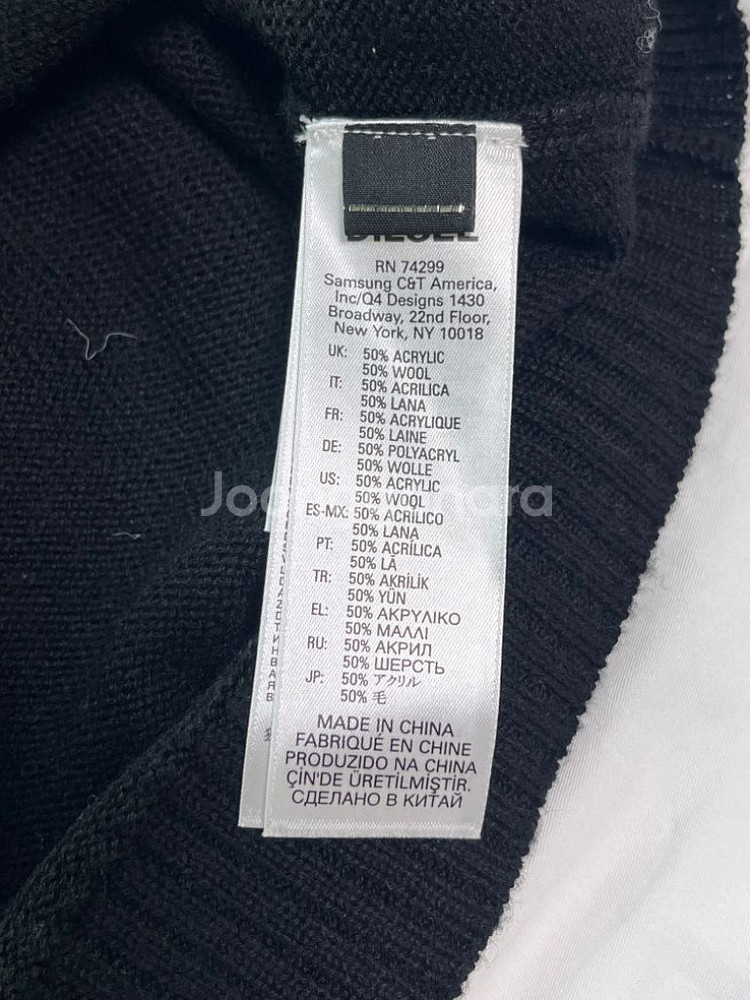 DIESEL
RN 74299
Samsung C&T America,
Inc/Q4 Designs 1430
Broadway, 22nd Floor,
New York, NY 10018
UK: 50% ACRYLIC
50% WOOL
IT: 50% ACRILICA
50% LANA
FR: 50% ACRYLIQUE
50% LAINE
DE: 50% POLYACRYL
50% WOLLE
US: 50% ACRYLIC
50% WOOL
ES-MX: 50% ACRÍLICO
50% LANA
PT: 50% ACRÍLICA
50% LÃ
TR: 50% AKRİLİK
50% YÜN
EL: 50% ΑΚΡΥΛΙΚΟ
50% ΜΑΛΛΙ
RU: 50% АКРИЛ
50% ШЕРСТЬ
JP: 50% アクリル
50% 毛
MADE IN CHINA
FABRIQUÉ EN CHINE
PRODUZIDO NA CHINA
ÇİN'DE ÜRETİLMİŞTİR.
СДЕЛАНО В КИТАЙ